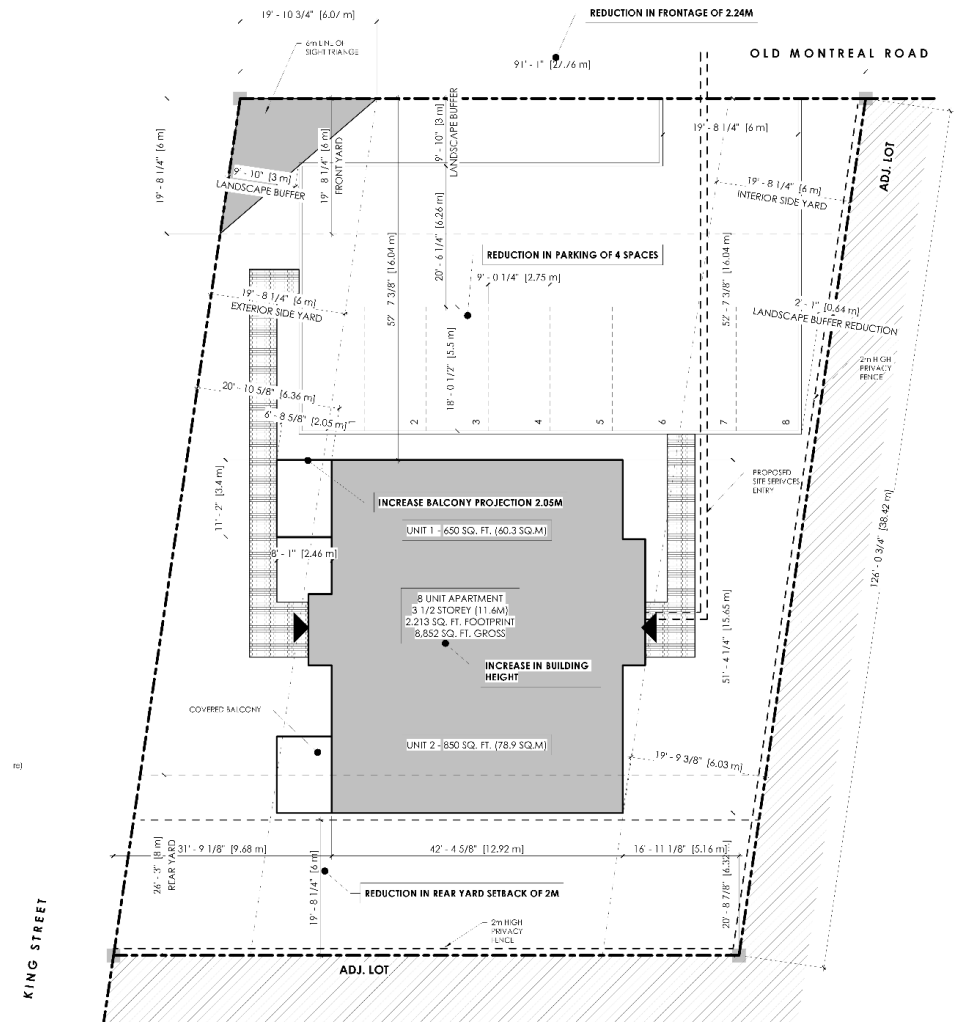 REDUCTION IN FRONTAGE OF 2.24M
19' - 10 3/4" [6.07 m]
6m LINE OF
SIGHT TRIANGLE
91' - 1" [27.76 m]
OLD MONTREAL ROAD
19' - 8 1/4" [6 m]
9' - 10" [3 m]
LANDSCAPE BUFFER
19' - 8 1/4" [6 m]
FRONT YARD
9' - 10" [3 m]
LANDSCAPE BUFFER
19' - 8 1/4" [6 m]
19' - 8 1/4" [6 m]
INTERIOR SIDE YARD
ADJ. LOT
REDUCTION IN PARKING OF 4 SPACES
20' - 6 1/4" [6.26 m]
9' - 0 1/4" [2.75 m]
52' - 7 3/8" [16.04 m]
52' - 7 3/8" [16.04 m]
19' - 8 1/4" [6 m]
EXTERIOR SIDE YARD
2' - 1" [0.64 m]
LANDSCAPE BUFFER REDUCTION
18' - 0 1/2" [5.5 m]
2m HIGH
PRIVACY
FENCE
20' - 10 5/8" [6.36 m]
6' - 8 5/8" [2.05 m]
2
3
4
5
6
7
8
11' - 2" [3.4 m]
INCREASE BALCONY PROJECTION 2.05M
PROPOSED
SITE SERIVCES
ENTRY
UNIT 1 - 650 SQ. FT. (60.3 SQ.M)
8' - 1" [2.46 m]
126' - 0 3/4" [38.42 m]
8 UNIT APARTMENT
3 1/2 STOREY (11.6M)
2,213 SQ. FT. FOOTPRINT
8,852 SQ. FT. GROSS
51' - 4 1/4" [15.65 m]
INCREASE IN BUILDING
HEIGHT
COVERED BALCONY
UNIT 2 - 850 SQ. FT. (78.9 SQ.M)
19' - 9 3/8" [6.03 m]
re)
26' - 3" [8 m]
REAR YARD
31' - 9 1/8" [9.68 m]
42' - 4 5/8" [12.92 m]
16' - 11 1/8" [5.16 m]
19' - 8 1/4" [6 m]
20' - 8 7/8" [6.32 m]
REDUCTION IN REAR YARD SETBACK OF 2M
2m HIGH
PRIVACY
FENCE
KING STREET
ADJ. LOT